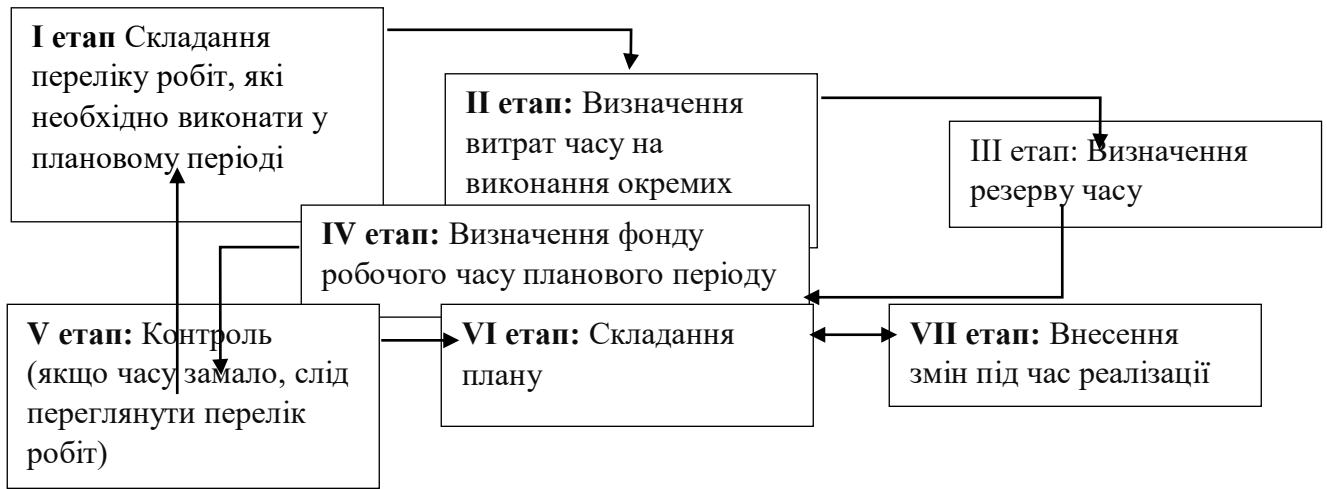 I етап Складання
переліку робіт, які
необхідно виконати у
плановому періоді
II етап: Визначення
витрат часу на
виконання окремих
III етап: Визначення
резерву часу
IV етап: Визначення фонду
робочого часу планового періоду
V етап: Контроль
(якщо часу замало, слід
переглянути перелік
робіт)
VI етап: Складання
плану
VII етап: Внесення
змін під час реалізації